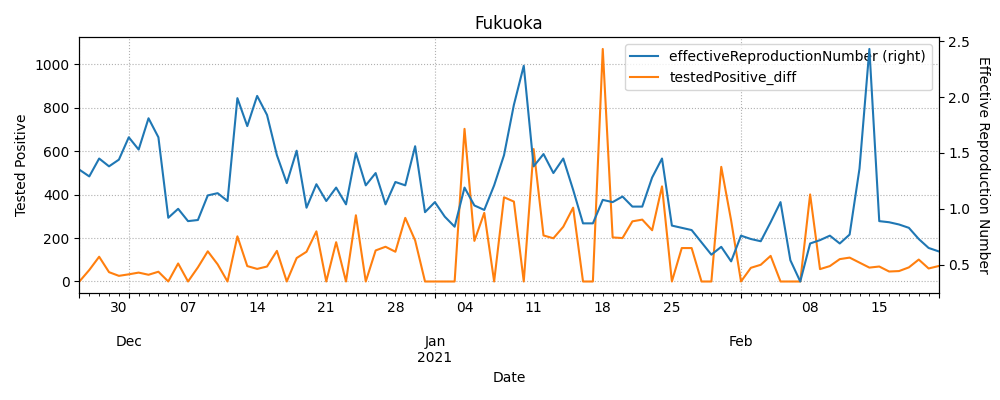 Fukuoka
effectiveReproductionNumber (right)
testedPositive_diff
Tested Positive
1000
800
600
400
200
0
Effective Reproduction Number
2.5
2.0
1.5
1.0
0.5
30 07 14 21 28 04 11 18 25 08 15
Dec Jan Feb
2021
Date